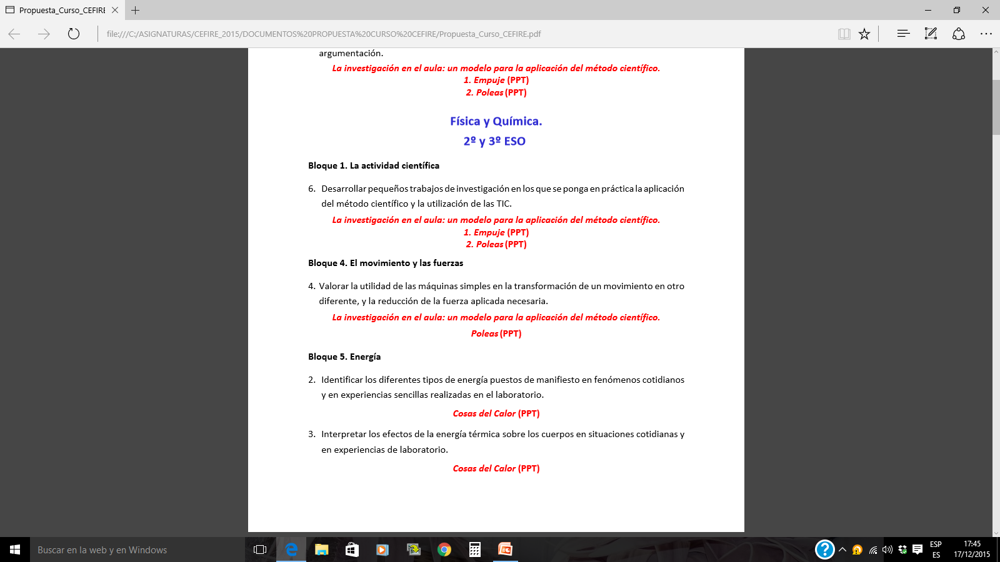 Propuesta_Curso_CEFIRE
file:///C:/ASIGNATURAS/CEFIRE_2015/DOCUMENTOS%20PROPUESTA%20CURSO%20CEFIRE/Propuesta_Curso_CEFIRE.pdf
argumentación.
La investigación en el aula: un modelo para la aplicación del método científico.
1. Empuje (PPT)
2. Poleas (PPT)
Física y Química.
2º y 3º ESO
Bloque 1. La actividad científica
6. Desarrollar pequeños trabajos de investigación en los que se ponga en práctica la aplicación
del método científico y la utilización de las TIC.
La investigación en el aula: un modelo para la aplicación del método científico.
1. Empuje (PPT)
2. Poleas (PPT)
Bloque 4. El movimiento y las fuerzas
4. Valorar la utilidad de las máquinas simples en la transformación de un movimiento en otro
diferente, y la reducción de la fuerza aplicada necesaria.
La investigación en el aula: un modelo para la aplicación del método científico.
Poleas (PPT)
Bloque 5. Energía
2. Identificar los diferentes tipos de energía puestos de manifiesto en fenómenos cotidianos
y en experiencias sencillas realizadas en el laboratorio.
Cosas del Calor (PPT)
3. Interpretar los efectos de la energía térmica sobre los cuerpos en situaciones cotidianas y
en experiencias de laboratorio.
Cosas del Calor (PPT)
Buscar en la web y en Windows
ESP
ES
17:45
17/12/2015